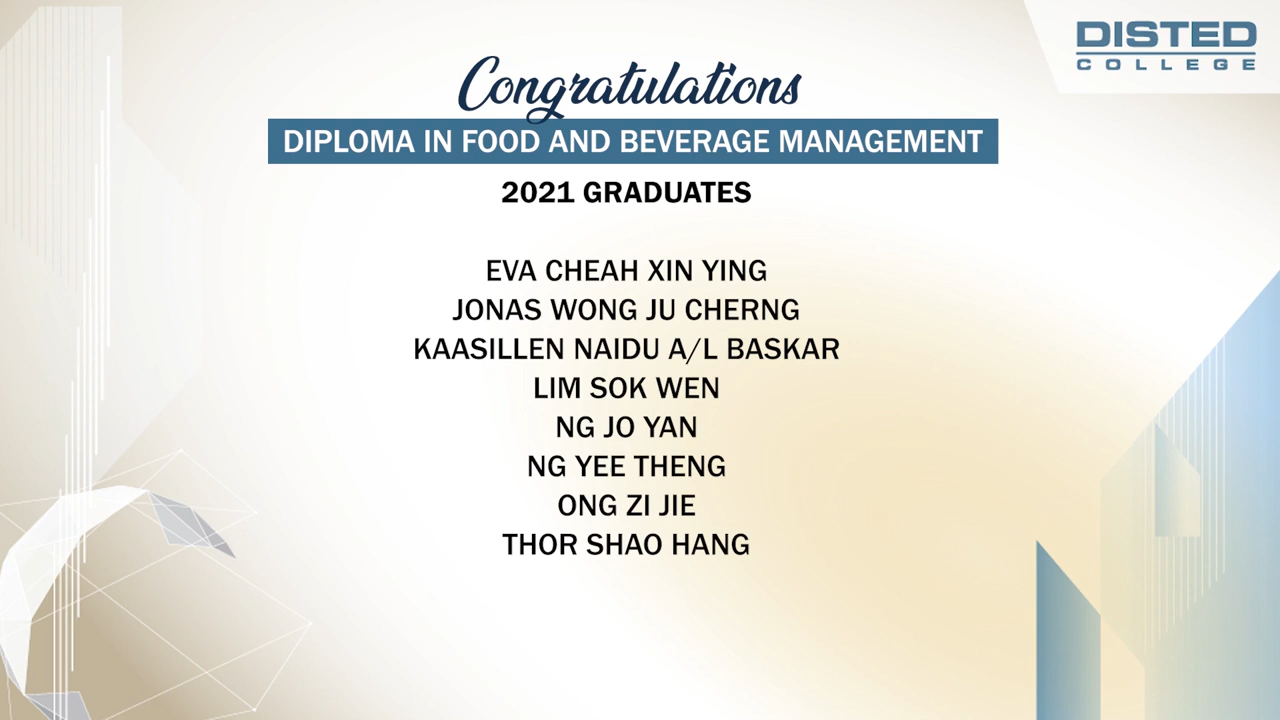 DISTED
COLLEGE
Congratulations
DIPLOMA IN FOOD AND BEVERAGE MANAGEMENT
2021 GRADUATES
EVA CHEAH XIN YING
JONAS WONG JU CHERNG
KAASILLEN NAIDU A/L BASKAR
LIM SOK WEN
NG JO YAN
NG YEE THENG
ONG ZI JIE
THOR SHAO HANG